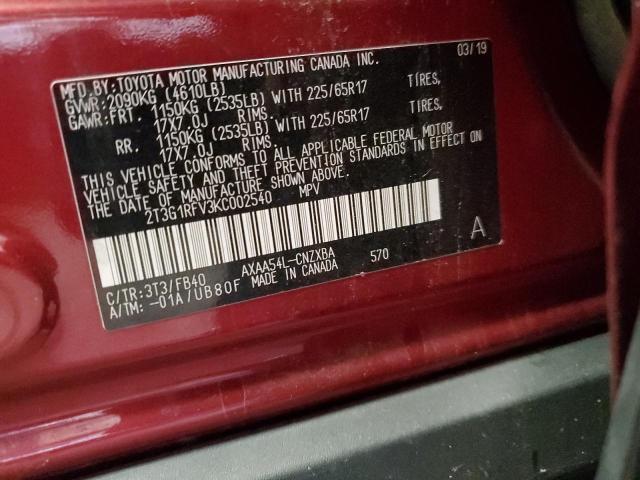 MFD.BY:TOYOTA MOTOR MANUFACTURING CANADA INC. 03/19
GVWR:2090KG (4610LB)
GAWR:FRT. 1150KG (2535LB) WITH 225/65R17 TIRES,
17X7.0J RIMS.
RR. 1150KG (2535LB) WITH 225/65R17 TIRES,
17X7.0J RIMS.
THIS VEHICLE CONFORMS TO ALL APPLICABLE FEDERAL MOTOR
VEHICLE SAFETY AND THEFT PREVENTION STANDARDS IN EFFECT ON
THE DATE OF MANUFACTURE SHOWN ABOVE.
2T3G1RFV3KC002540 MPV
A
C/TR:3T3/FB40 AXAA54L-CNZXBA 570
A/TM:-01A/UB80F MADE IN CANADA